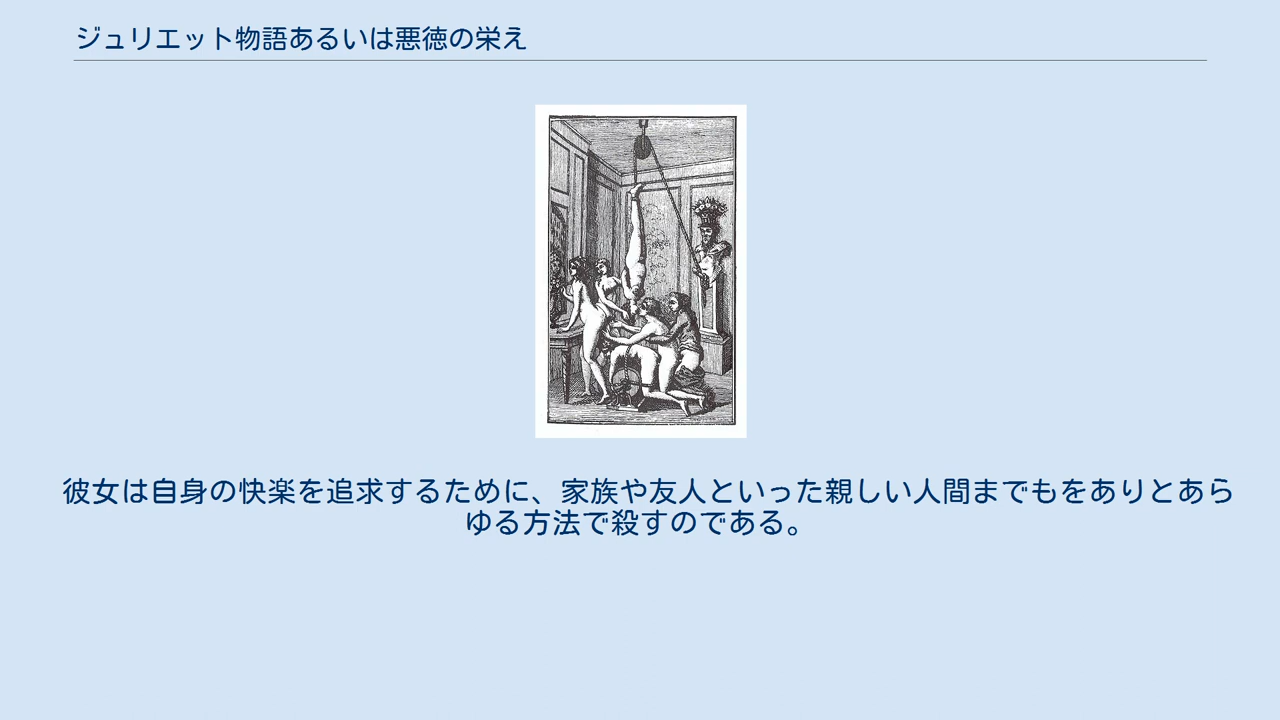 ジュリエット物語あるいは悪徳の栄え
彼女は自身の快楽を追求するために、家族や友人といった親しい人間までもをありとあら
ゆる方法で殺すのである。